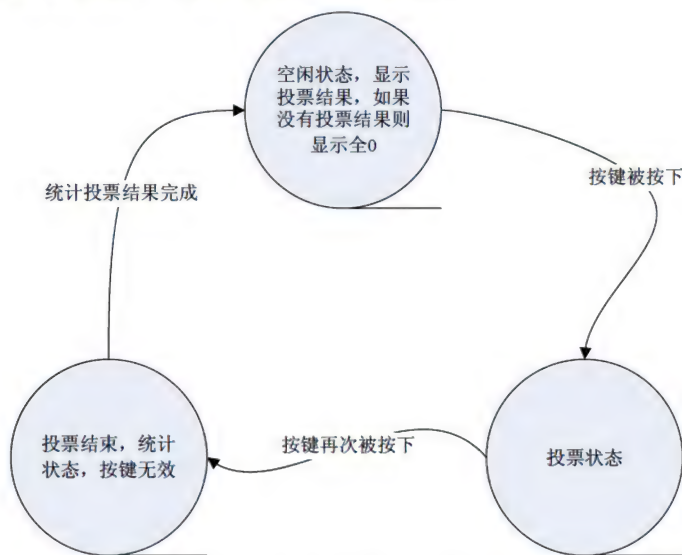 空闲状态，显示
投票结果，如果
没有投票结果则
显示全0
按键被按下
统计投票结果完成
投票结束，统计
状态，按键无效
按键再次被按下
投票状态